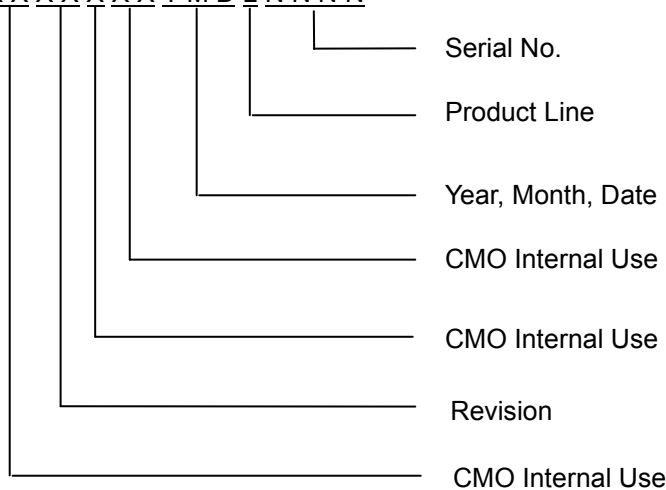 Serial No.
Product Line
Year, Month, Date
CMO Internal Use
CMO Internal Use
Revision
CMO Internal Use